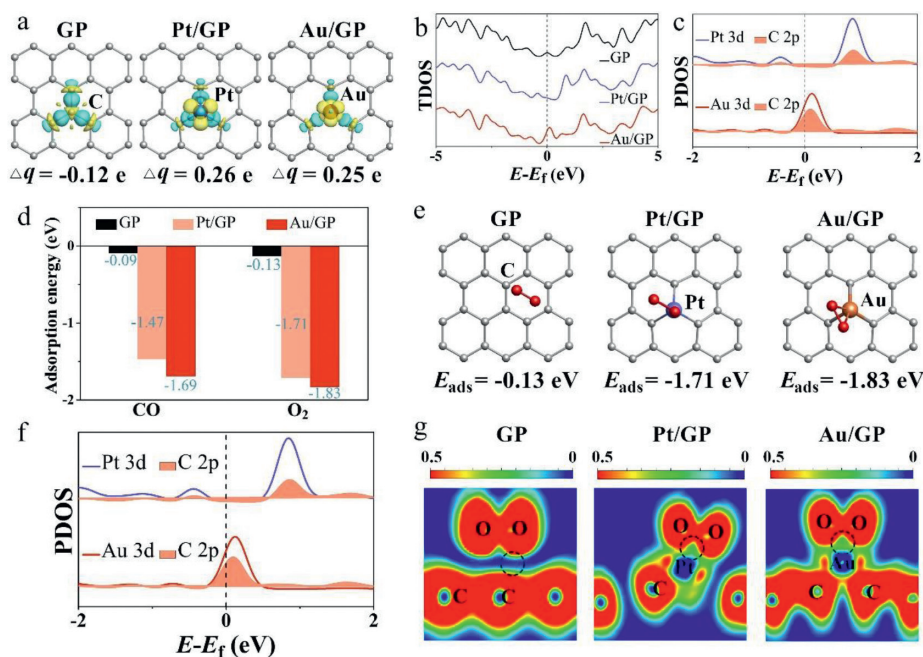 a
GP
Pt/GP
Au/GP
C
Pt
Au
△q = -0.12 e
△q = 0.26 e
△q = 0.25 e
b
TDOS
GP
Pt/GP
Au/GP
-5
0
5
E-Ef (eV)
c
PDOS
Pt 3d
C 2p
Au 3d
C 2p
-2
0
2
E-Ef (eV)
d
GP
Pt/GP
Au/GP
Adsorption energy (eV)
0
-1
-2
-0.09
-1.47
-1.69
-0.13
-1.71
-1.83
CO
O2
e
GP
Pt/GP
Au/GP
C
Pt
Au
Eads= -0.13 eV
Eads= -1.71 eV
Eads= -1.83 eV
f
PDOS
Pt 3d
C 2p
Au 3d
C 2p
-2
0
2
E-Ef (eV)
g
GP
Pt/GP
Au/GP
0.5
0
0.5
0
0.5
0
O O
C C
O O
Pt
C
O O
Au
C C